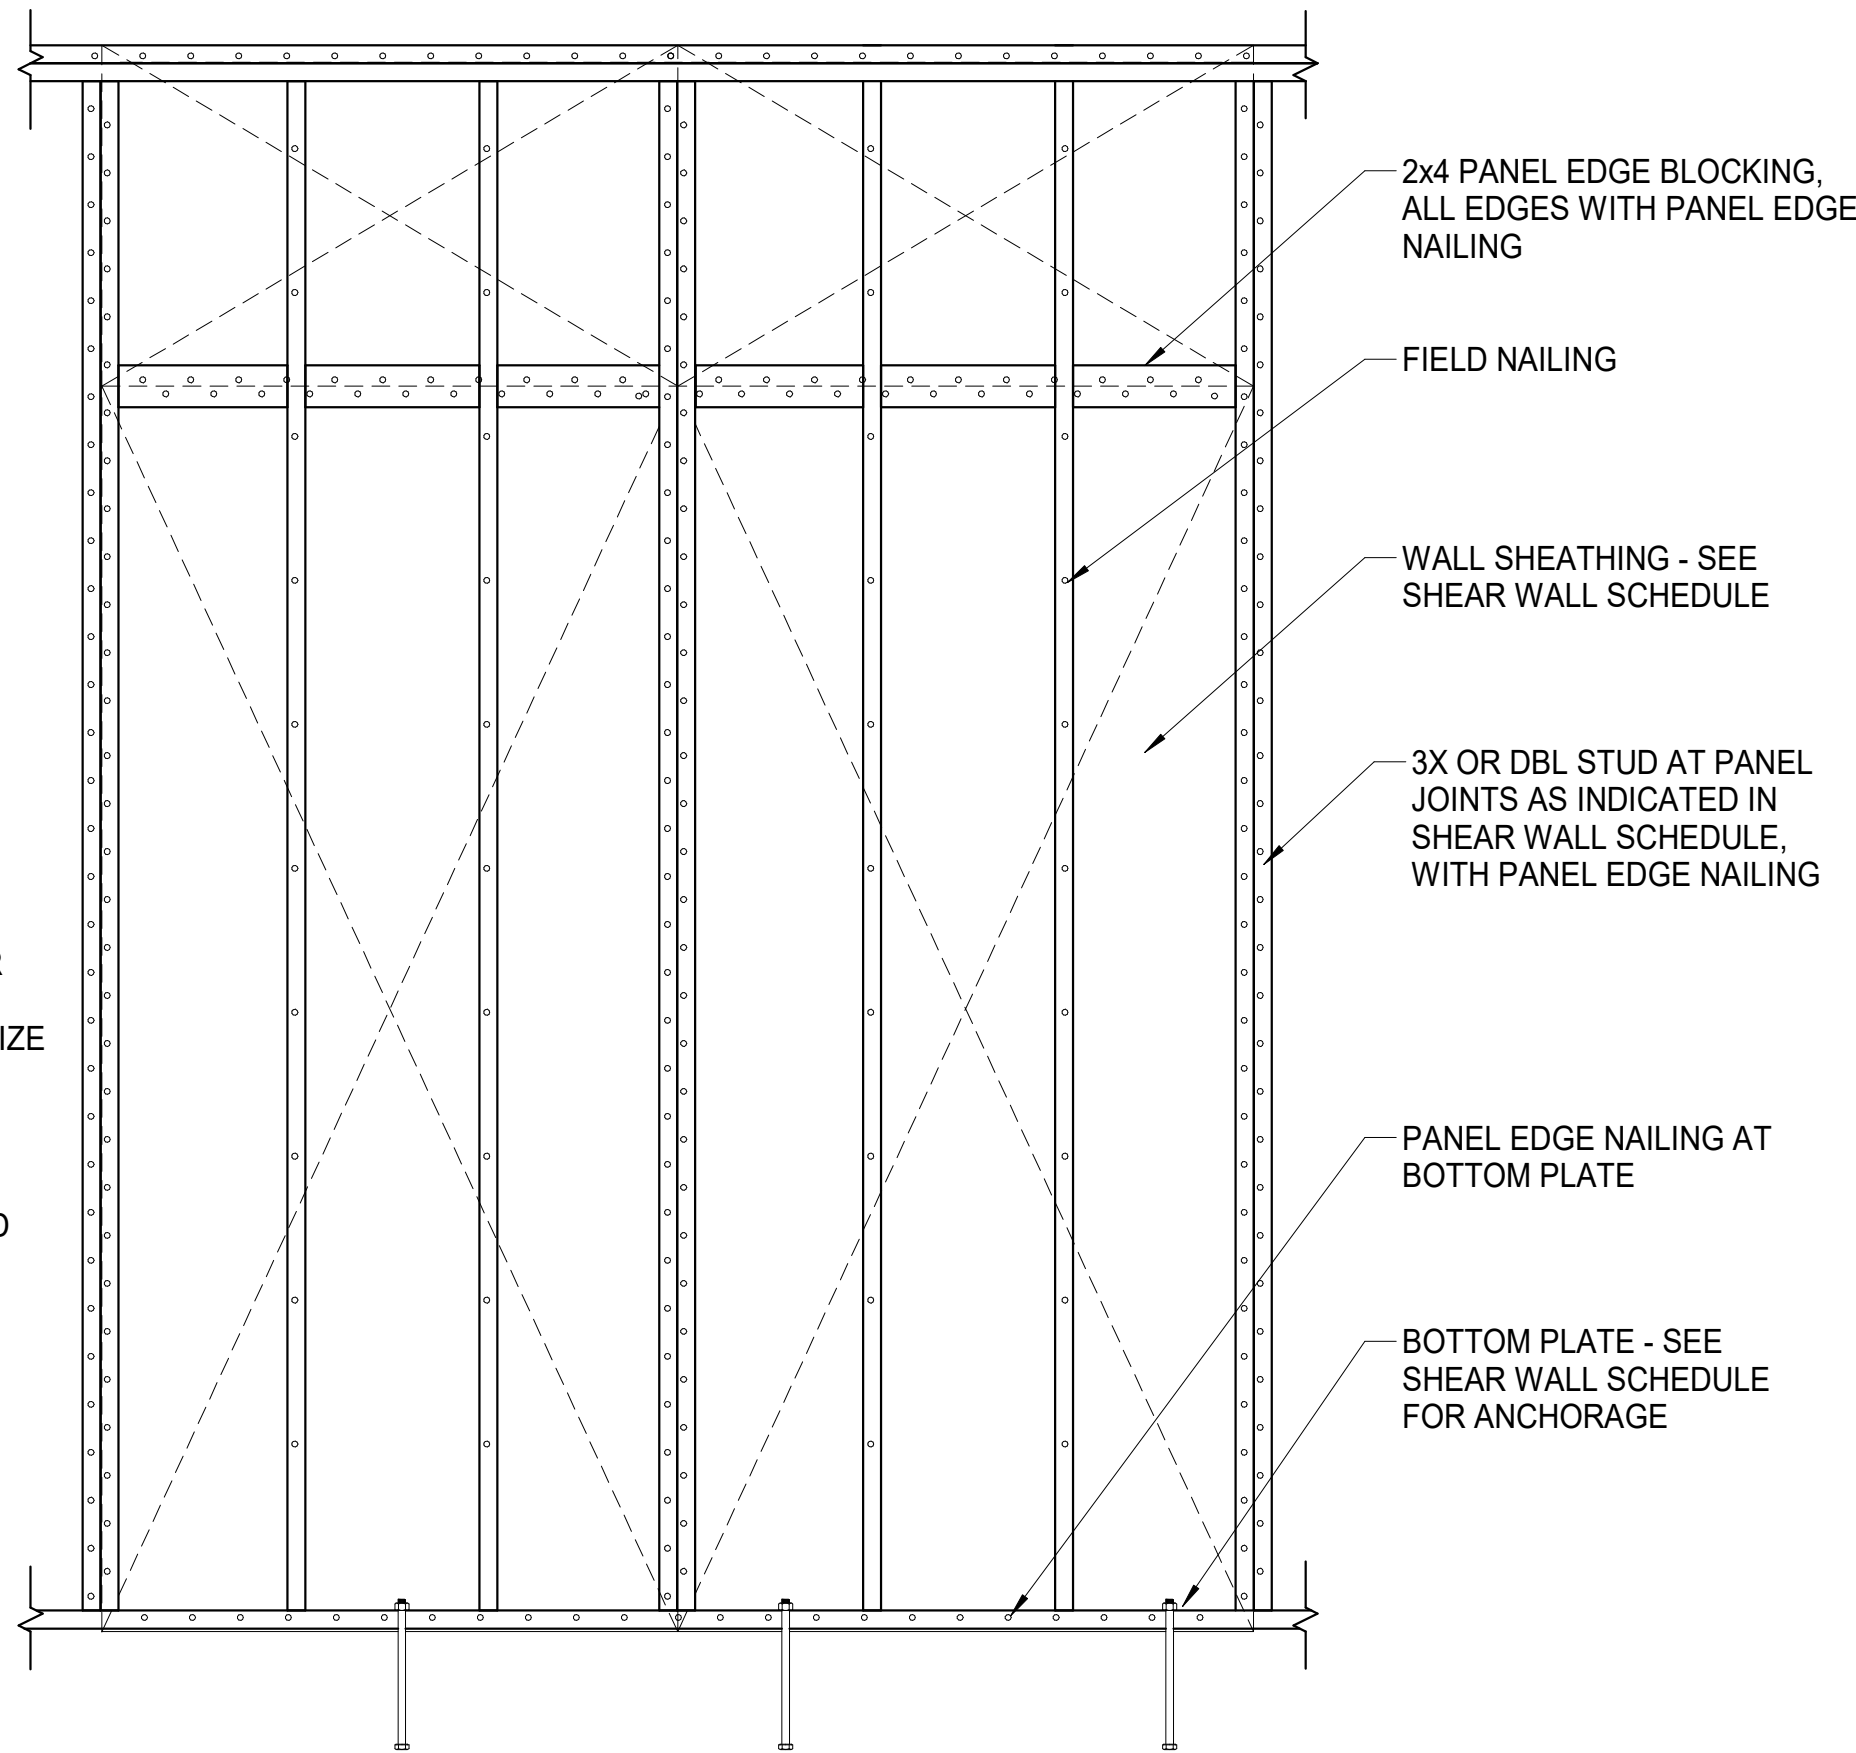 2x4 PANEL EDGE BLOCKING,
ALL EDGES WITH PANEL EDGE
NAILING
FIELD NAILING
WALL SHEATHING - SEE
SHEAR WALL SCHEDULE
3X OR DBL STUD AT PANEL
JOINTS AS INDICATED IN
SHEAR WALL SCHEDULE,
WITH PANEL EDGE NAILING
IZE
PANEL EDGE NAILING AT
BOTTOM PLATE
BOTTOM PLATE - SEE
SHEAR WALL SCHEDULE
FOR ANCHORAGE